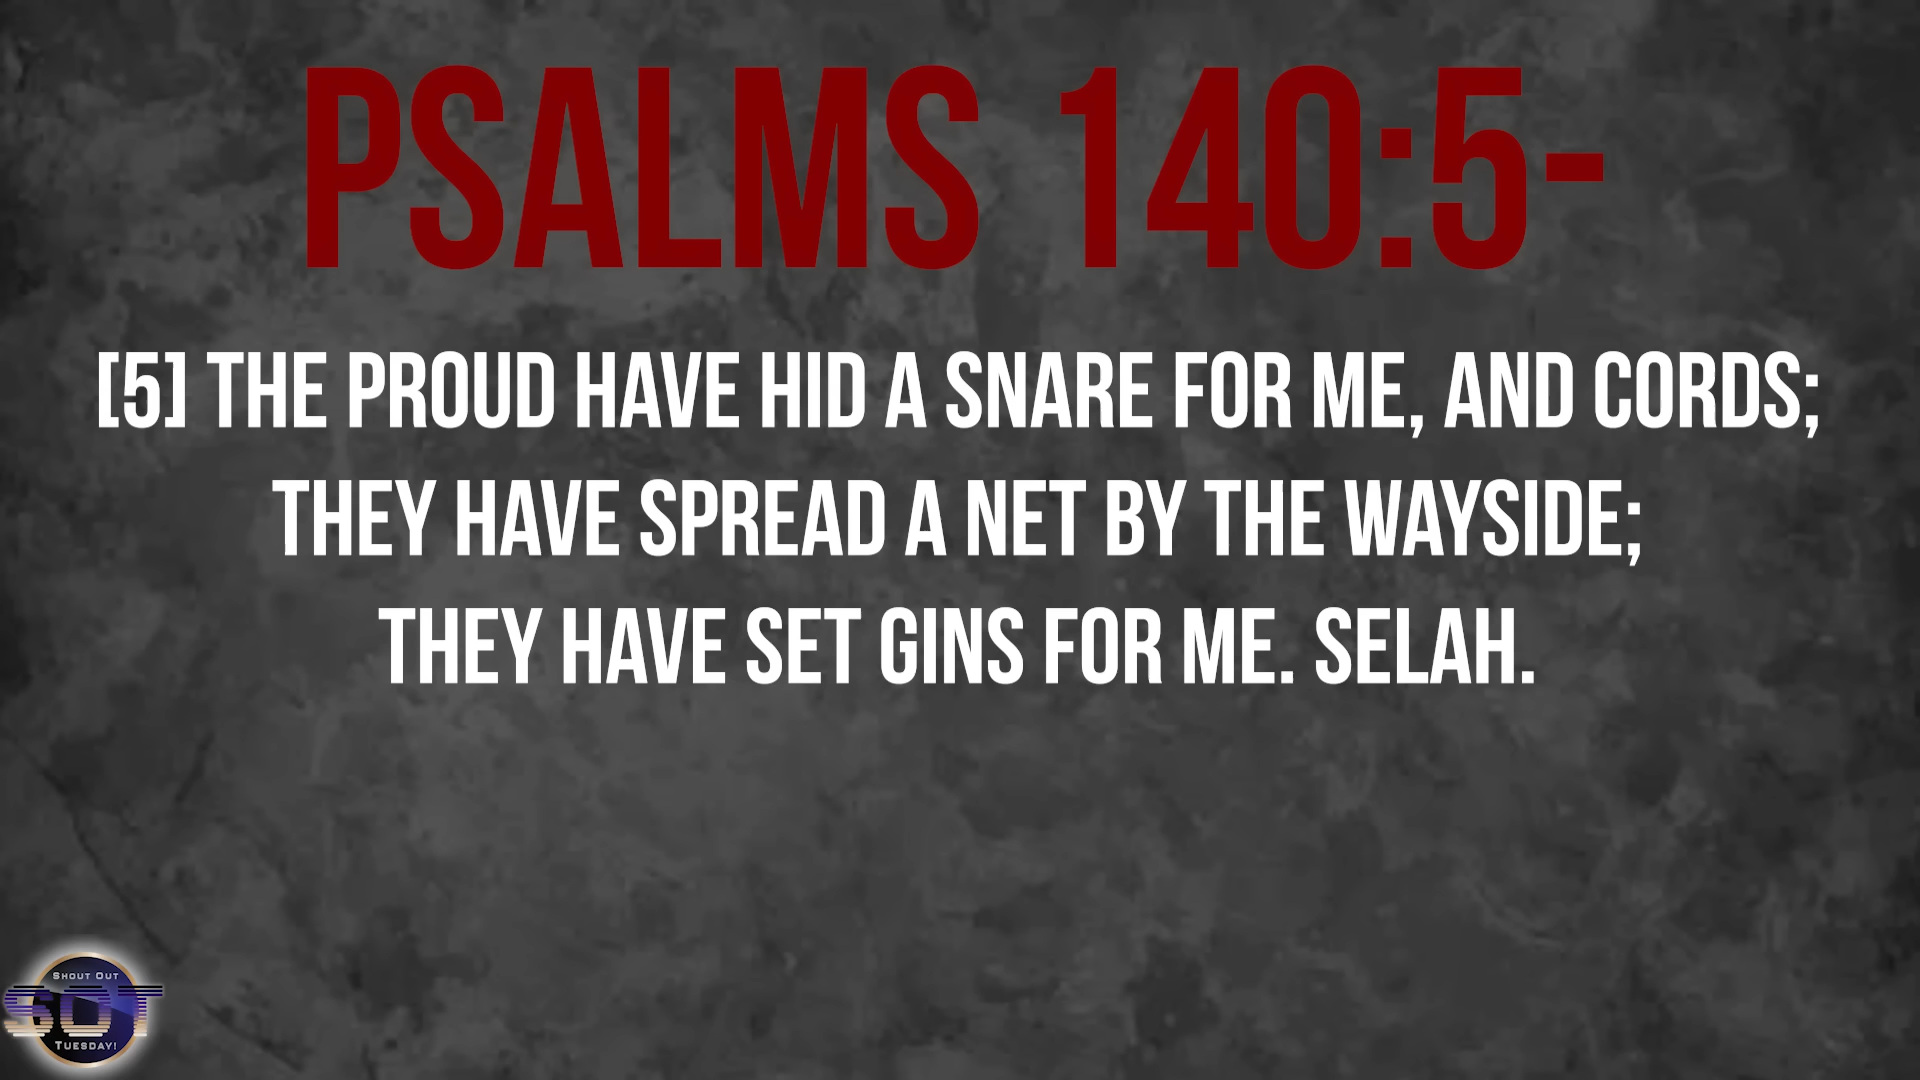 PSALMS 140:5-
[5] THE PROUD HAVE HID A SNARE FOR ME, AND CORDS;
THEY HAVE SPREAD A NET BY THE WAYSIDE;
THEY HAVE SET GINS FOR ME. SELAH.
SHOUT OUT
SOT
TUESDAY!